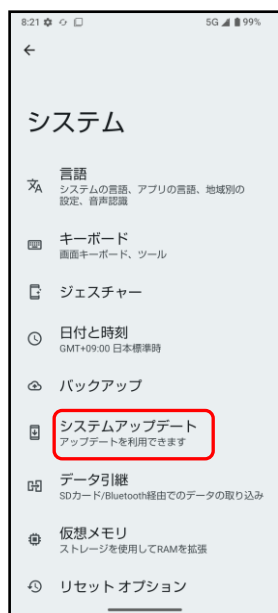 8:21 5G 99%
システム
言語
システムの言語、アプリの言語、地域別の
設定、音声認識
キーボード
画面キーボード、ツール
ジェスチャー
日付と時刻
GMT+09:00 日本標準時
バックアップ
システムアップデート
アップデートを利用できます
データ引継
SDカード/Bluetooth経由でのデータの取り込み
仮想メモリ
ストレージを使用してRAMを拡張
リセット オプション